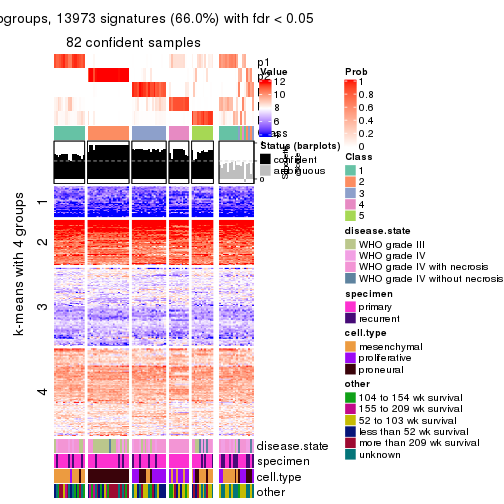 ogroups, 13973 signatures (66.0%) with fdr < 0.05
82 confident samples
p1
Value
12
10
8
6
Prob
1
0.8
0.6
0.4
0.2
0
Status (barplots)
confident
ambiguous
Class
1
2
3
4
5
disease.state
WHO grade III
WHO grade IV
WHO grade IV with necrosis
WHO grade IV without necrosis
specimen
primary
recurrent
cell.type
mesenchymal
proliferative
proneural
other
104 to 154 wk survival
155 to 209 wk survival
52 to 103 wk survival
less than 52 wk survival
more than 209 wk survival
unknown
k-means with 4 groups
1
2
3
4
disease.state
specimen
cell.type
other